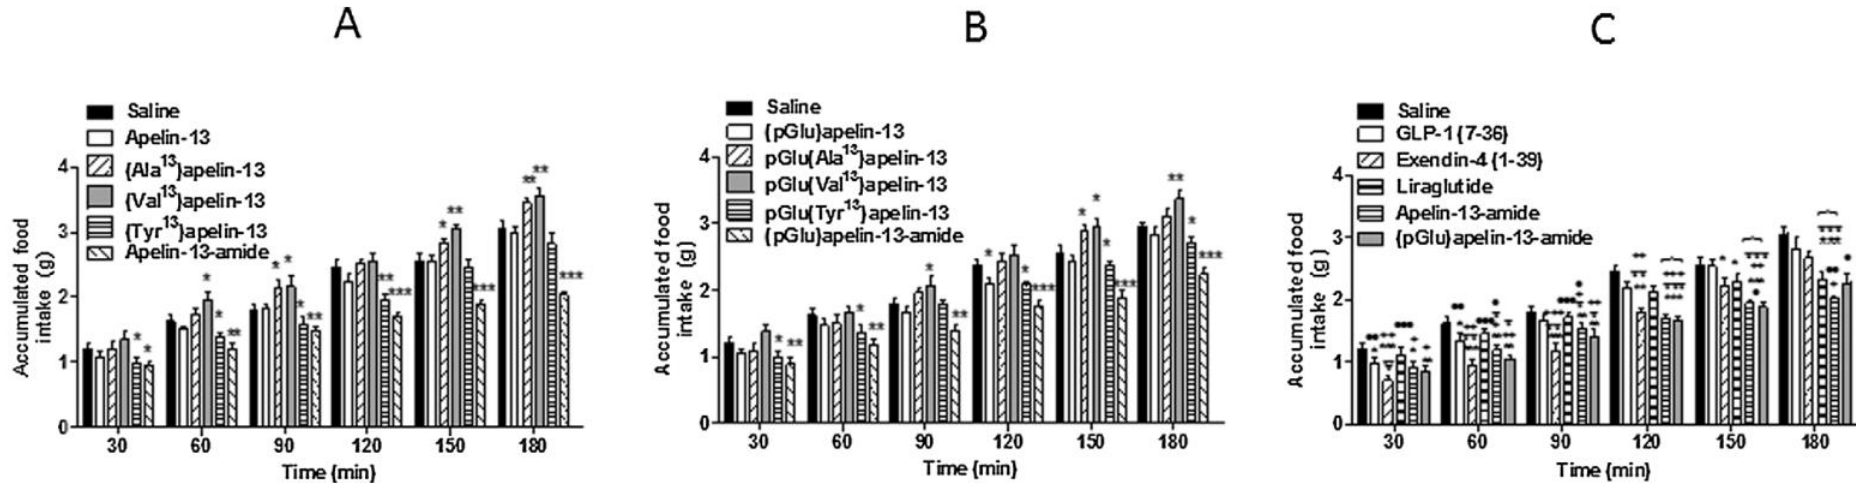 A
Saline
Apelin-13
(Ala¹³)apelin-13
(Val¹³)apelin-13
(Tyr¹³)apelin-13
Apelin-13-amide
Accumulated food
intake (g)
4
3
2
1
0
30 60 90 120 150 180
Time (min)
B
Saline
(pGlu)apelin-13
pGlu(Ala¹³)apelin-13
pGlu(Val¹³)apelin-13
pGlu(Tyr¹³)apelin-13
(pGlu)apelin-13-amide
Accumulated food
intake (g)
4
3
2
1
0
30 60 90 120 150 180
Time (min)
C
Saline
GLP-1 (7-36)
Exendin-4 (1-39)
Liraglutide
Apelin-13-amide
(pGlu)apelin-13-amide
Accumulated food
intake (g)
4
3
2
1
0
30 60 90 120 150 180
Time (min)